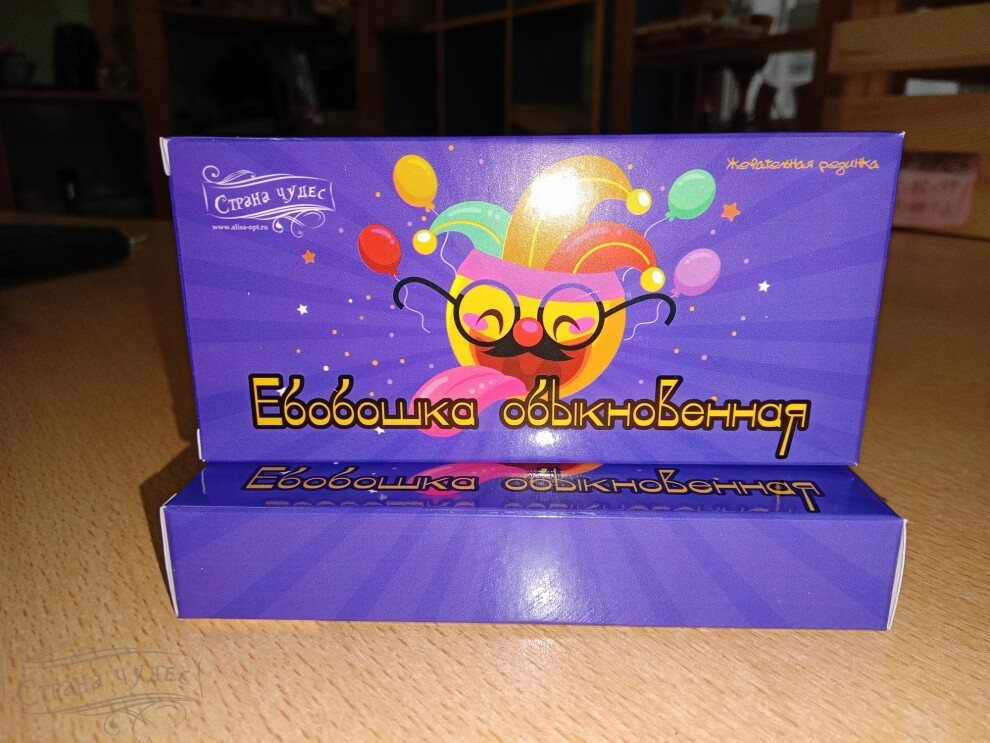 Страна чудес
www.alisa-opt.ru
Жевательная резинка
Ебобошка обыкновенная
Ебобошка обыкновенная
Страна чудес